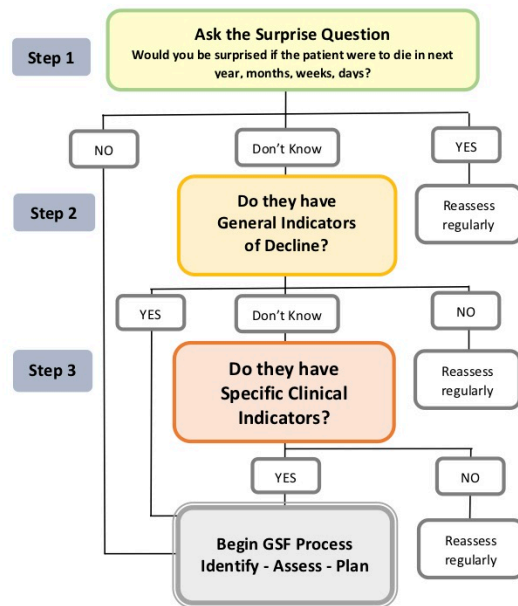 Step 1
Ask the Surprise Question
Would you be surprised if the patient were to die in next
year, months, weeks, days?
NO
Don't Know
YES
Step 2
Do they have
General Indicators
of Decline?
Reassess
regularly
YES
Don't Know
NO
Step 3
Do they have
Specific Clinical
Indicators?
Reassess
regularly
YES
NO
Begin GSF Process
Identify - Assess - Plan
Reassess
regularly